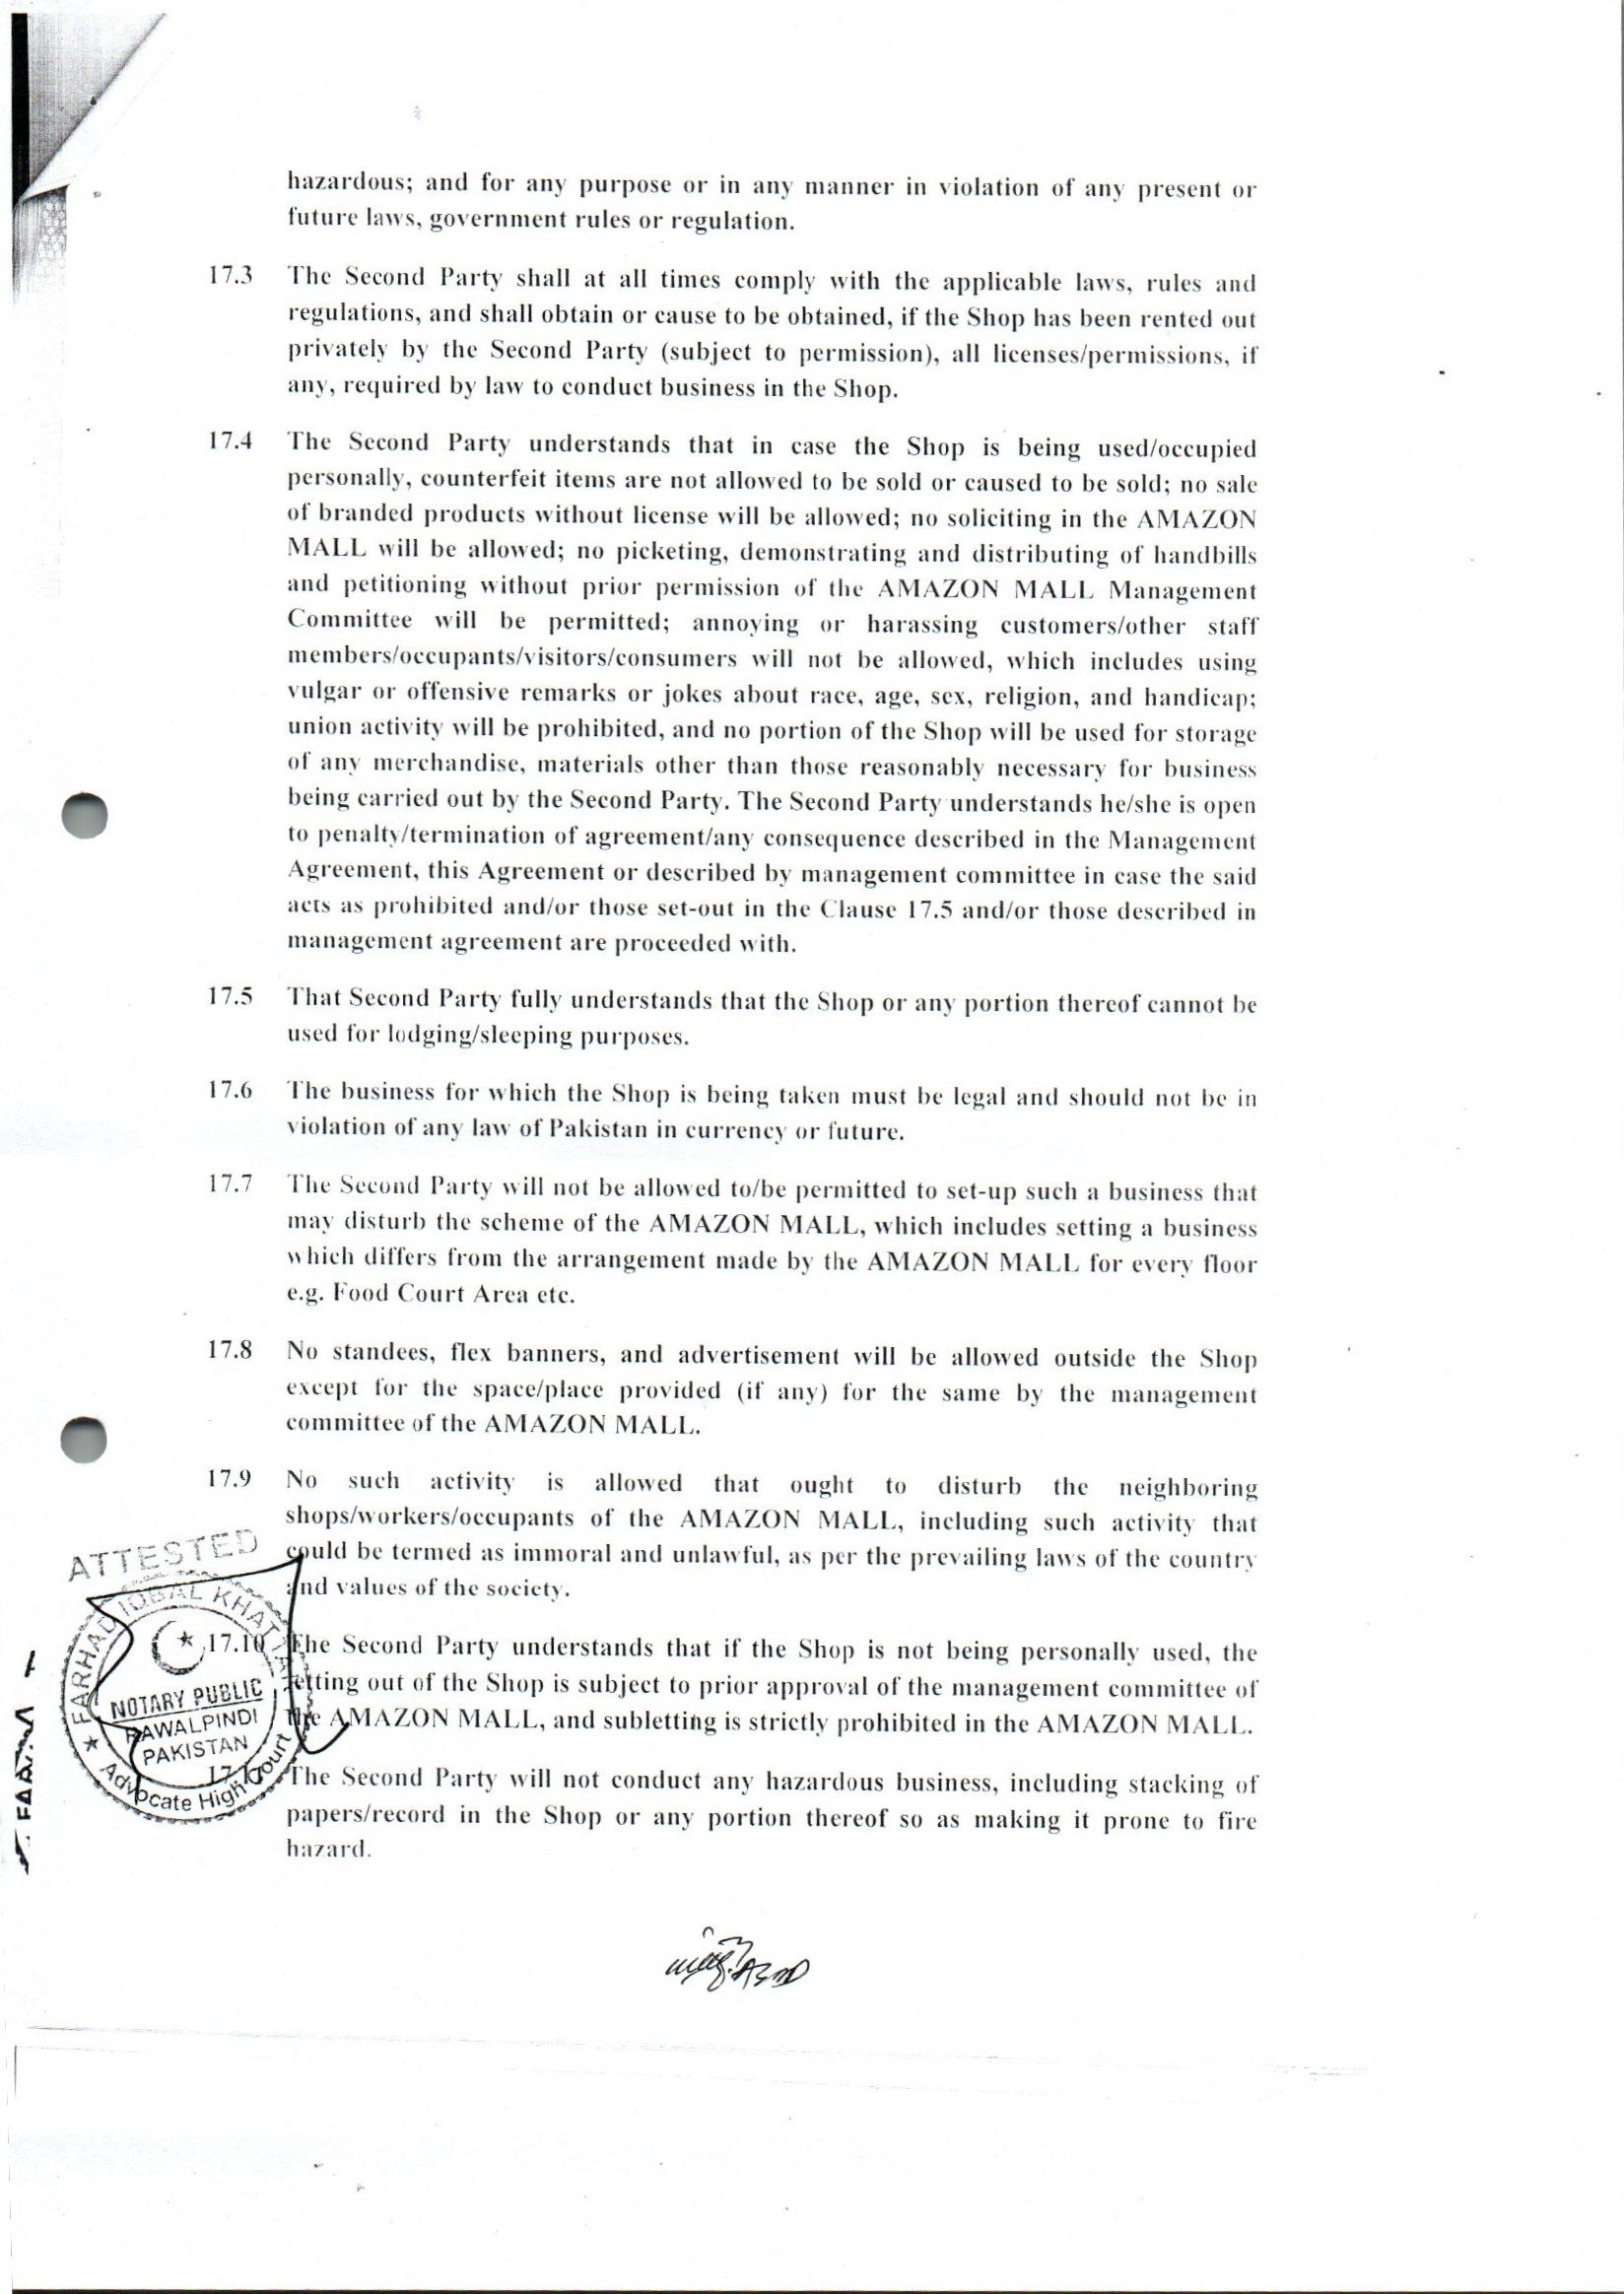 hazardous; and for any purpose or in any manner in violation of any present or
future laws, government rules or regulation.
17.3 The Second Party shall at all times comply with the applicable laws, rules and
regulations, and shall obtain or cause to be obtained, if the Shop has been rented out
privately by the Second Party (subject to permission), all licenses/permissions, if
any, required by law to conduct business in the Shop.
17.4 The Second Party understands that in case the Shop is being used/occupied
personally, counterfeit items are not allowed to be sold or caused to be sold; no sale
of branded products without license will be allowed; no soliciting in the AMAZON
MALL will be allowed; no picketing, demonstrating and distributing of handbills
and petitioning without prior permission of the AMAZON MALL Management
Committee will be permitted; annoying or harassing customers/other staff
members/occupants/visitors/consumers will not be allowed, which includes using
vulgar or offensive remarks or jokes about race, age, sex, religion, and handicap;
union activity will be prohibited, and no portion of the Shop will be used for storage
of any merchandise, materials other than those reasonably necessary for business
being carried out by the Second Party. The Second Party understands he/she is open
to penalty/termination of agreement/any consequence described in the Management
Agreement, this Agreement or described by management committee in case the said
acts as prohibited and/or those set-out in the Clause 17.5 and/or those described in
management agreement are proceeded with.
17.5 That Second Party fully understands that the Shop or any portion thereof cannot be
used for lodging/sleeping purposes.
17.6 The business for which the Shop is being taken must be legal and should not be in
violation of any law of Pakistan in currency or future.
17.7 The Second Party will not be allowed to/be permitted to set-up such a business that
may disturb the scheme of the AMAZON MALL, which includes setting a business
which differs from the arrangement made by the AMAZON MALL for every floor
e.g. Food Court Area etc.
17.8 No standees, flex banners, and advertisement will be allowed outside the Shop
except for the space/place provided (if any) for the same by the management
committee of the AMAZON MALL.
17.9 No such activity is allowed that ought to disturb the neighboring
shops/workers/occupants of the AMAZON MALL, including such activity that
could be termed as immoral and unlawful, as per the prevailing laws of the country
and values of the society.
17.10 The Second Party understands that if the Shop is not being personally used, the
letting out of the Shop is subject to prior approval of the management committee of
the AMAZON MALL, and subletting is strictly prohibited in the AMAZON MALL.
The Second Party will not conduct any hazardous business, including stacking of
papers/record in the Shop or any portion thereof so as making it prone to fire
hazard.
ATTESTED
FARHAD IQBAL
NOTARY PUBLIC
RAWALPINDI
PAKISTAN
Advocate High Court